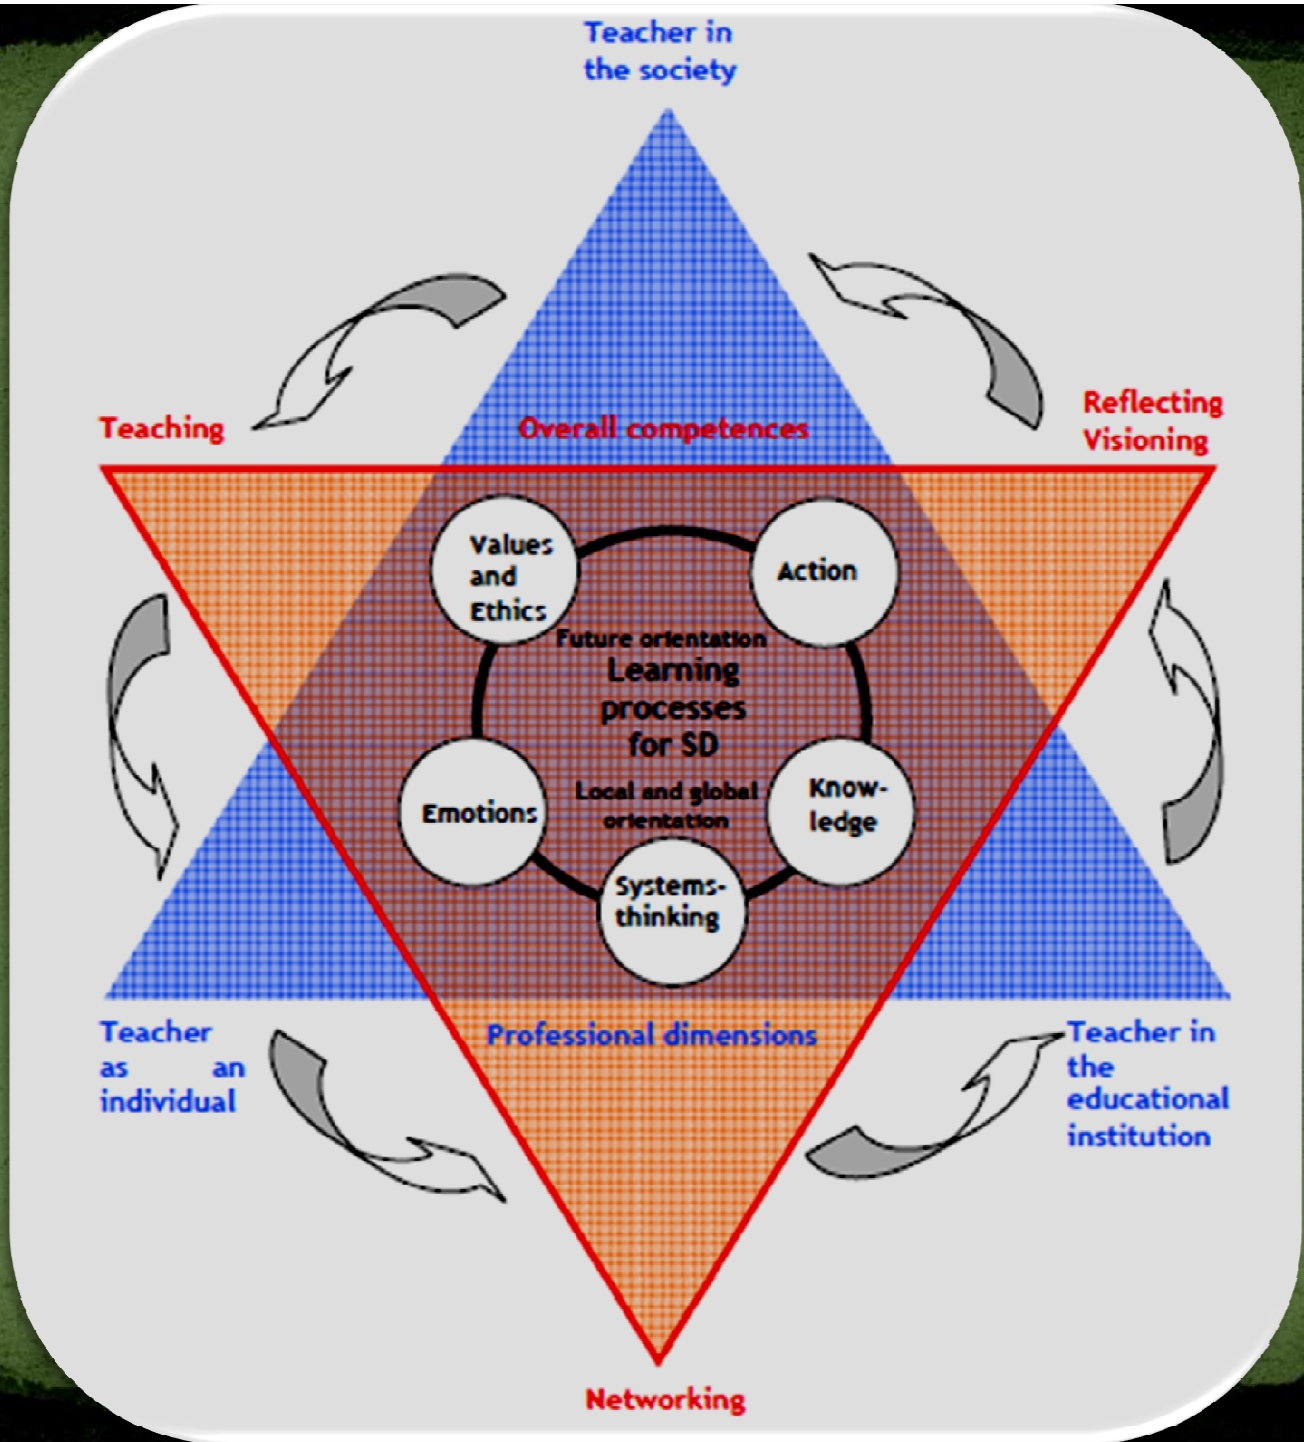 Teacher in
the society
Teaching
Overall competences
Reflecting
Visioning
Values
and
Ethics
Action
Future orientation
Learning
processes
for SD
Local and global
orientation
Emotions
Know-
ledge
Systems-
thinking
Teacher
as an
individual
Professional dimensions
Teacher in
the
educational
institution
Networking